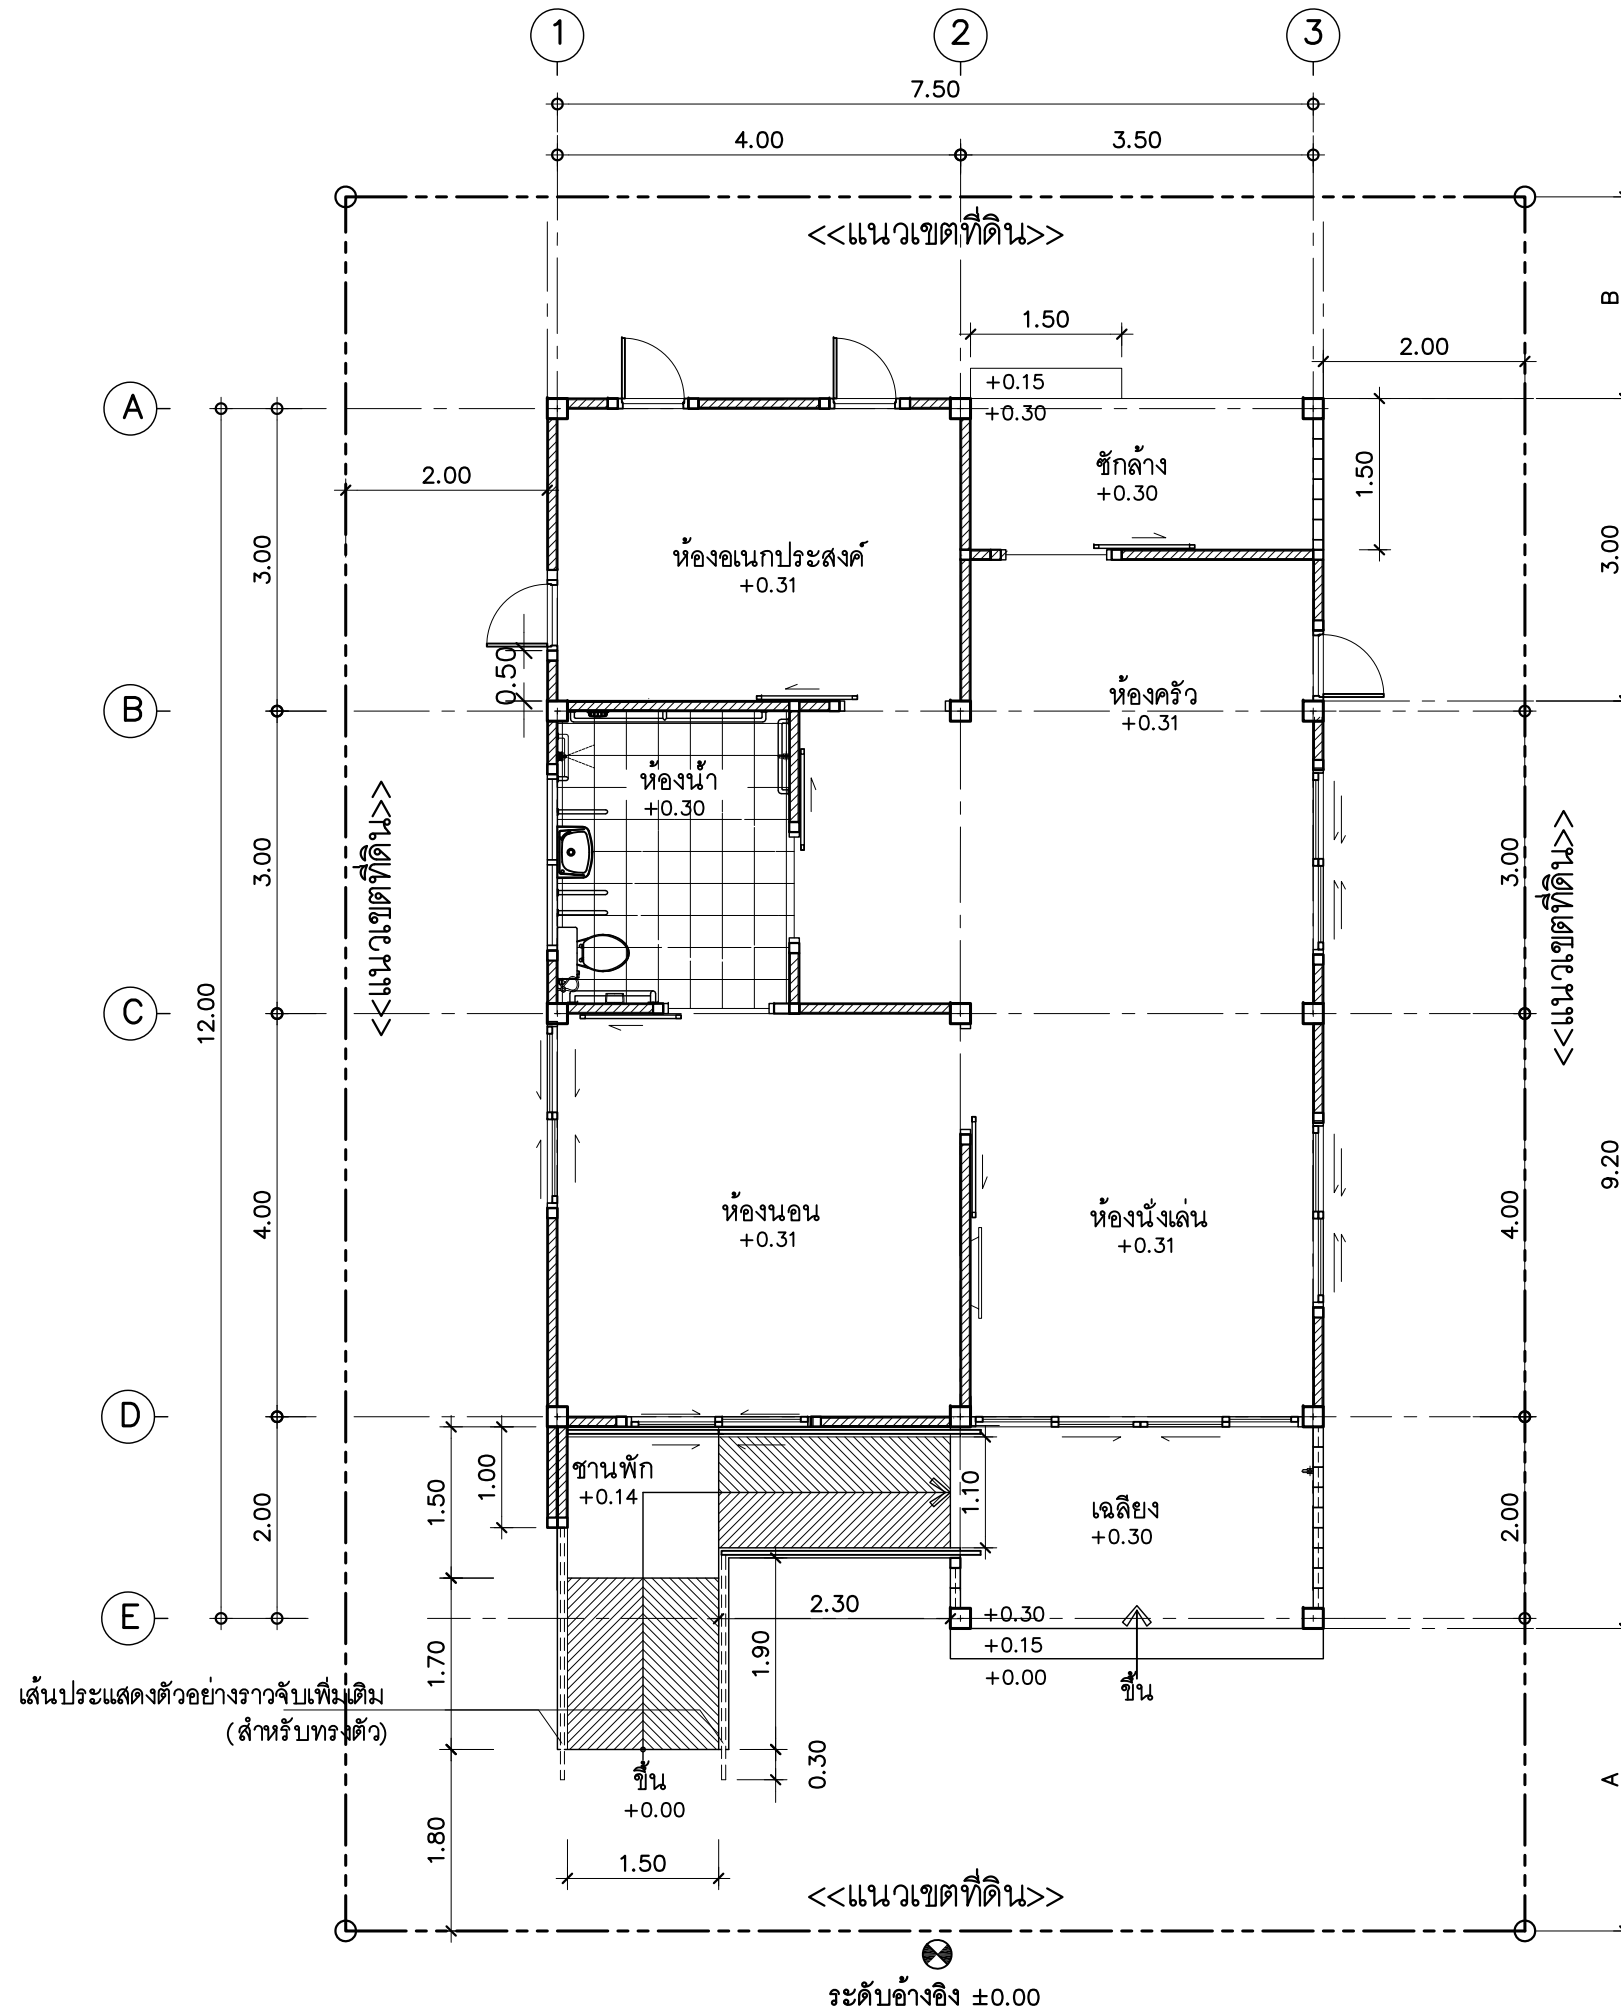 1
2
3
7.50
4.00
3.50
<<แนวเขตที่ดิน>>
B
1.50
2.00
+0.15
A
+0.30
ซักล้าง
+0.30
1.50
2.00
3.00
ห้องอเนกประสงค์
+0.31
3.00
0.50
B
ห้องครัว
+0.31
ห้องน้ำ
+0.30
<<แนวเขตที่ดิน>>
3.00
3.00
<<แนวเขตที่ดิน>>
C
12.00
4.00
ห้องนอน
+0.31
ห้องนั่งเล่น
+0.31
4.00
9.20
D
ชานพัก
+0.14
1.00
1.50
2.00
1.10
เฉลียง
+0.30
2.00
E
2.30
+0.30
+0.15
+0.00
ขึ้น
1.70
1.90
เส้นประแสดงตัวอย่างราวจับเพิ่มเติม
(สำหรับทรงตัว)
ขึ้น
+0.00
0.30
A
1.80
1.50
<<แนวเขตที่ดิน>>
ระดับอ้างอิง ±0.00